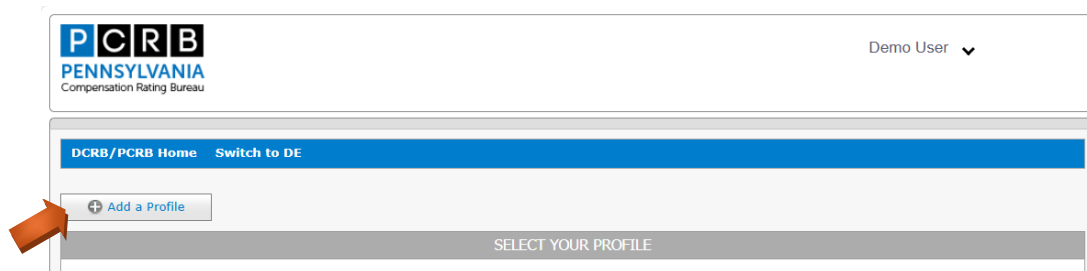 PCRB
PENNSYLVANIA
Compensation Rating Bureau
Demo User
DCRB/PCRB Home Switch to DE
Add a Profile
SELECT YOUR PROFILE